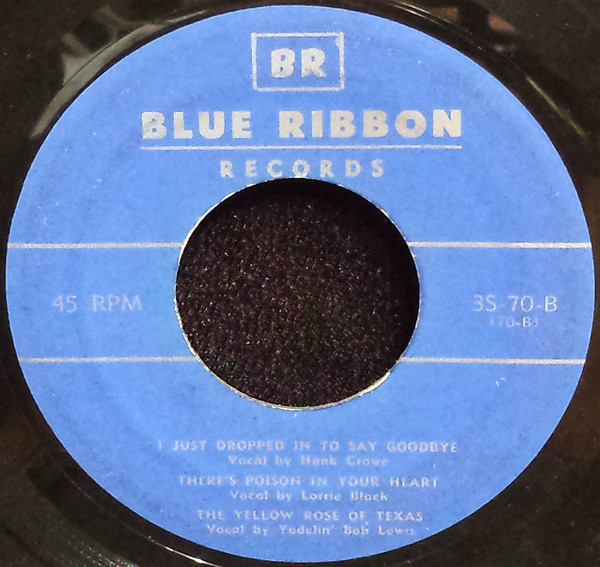 BR
BLUE RIBBON
RECORDS
45 RPM
3S-70-B
(70-B)
I JUST DROPPED IN TO SAY GOODBYE
Vocal by Hank Crowe
THERE'S POISON IN YOUR HEART
Vocal by Lorrie Black
THE YELLOW ROSE OF TEXAS
Vocal by Yodelin' Bob Lewis